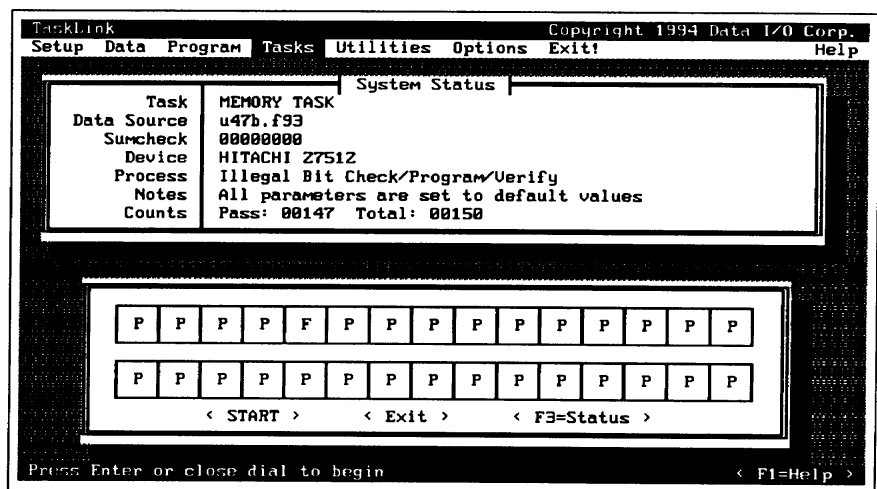 TaskLink Copyright 1994 Data I/O Corp.
Setup Data Program Tasks Utilities Options Exit! Help
System Status
Task MEMORY TASK
Data Source u47b.f93
Sumcheck 00000000
Device HITACHI 27512
Process Illegal Bit Check/Program/Verify
Notes All parameters are set to default values
Counts Pass: 00147 Total: 00150
P P P P F P P P P P P P P P P
P P P P P P P P P P P P P P P
< START > < Exit > < F3=Status >
Press Enter or close dial to begin < F1=Help >